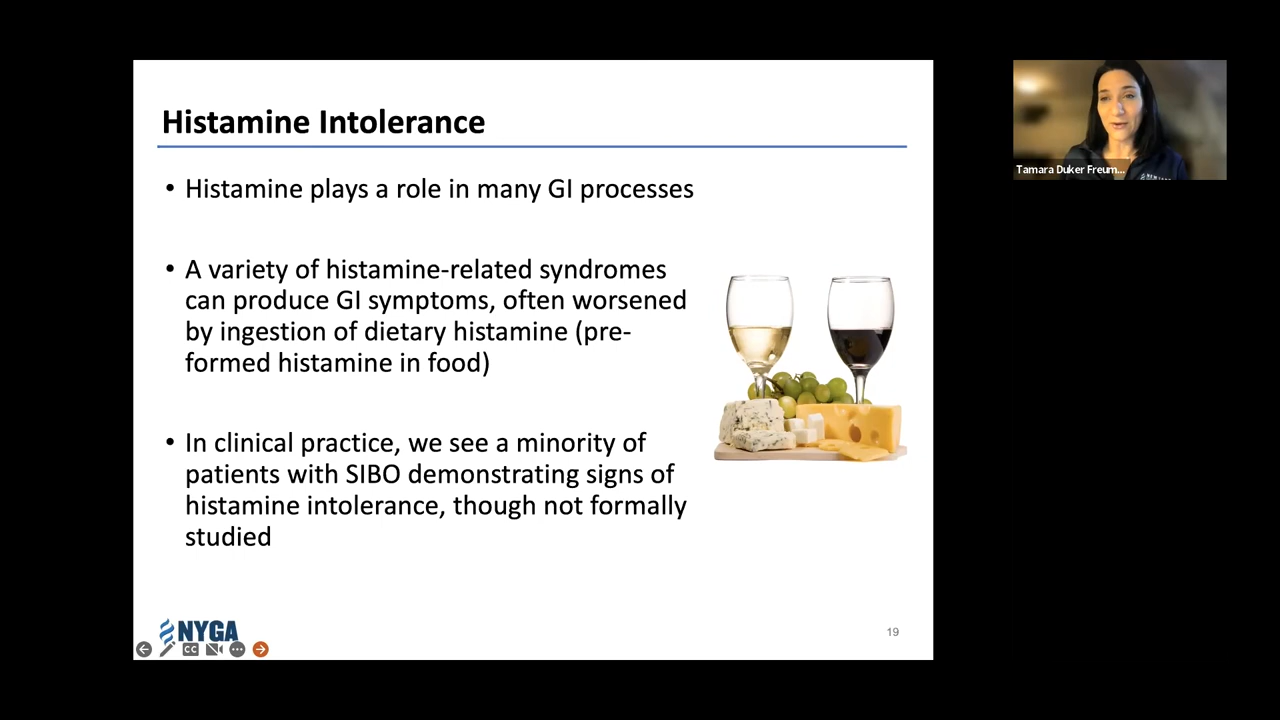 Histamine Intolerance
• Histamine plays a role in many GI processes
• A variety of histamine-related syndromes
can produce GI symptoms, often worsened
by ingestion of dietary histamine (pre-
formed histamine in food)
• In clinical practice, we see a minority of
patients with SIBO demonstrating signs of
histamine intolerance, though not formally
studied
NYGA
CC
19
Tamara Duker Freum...